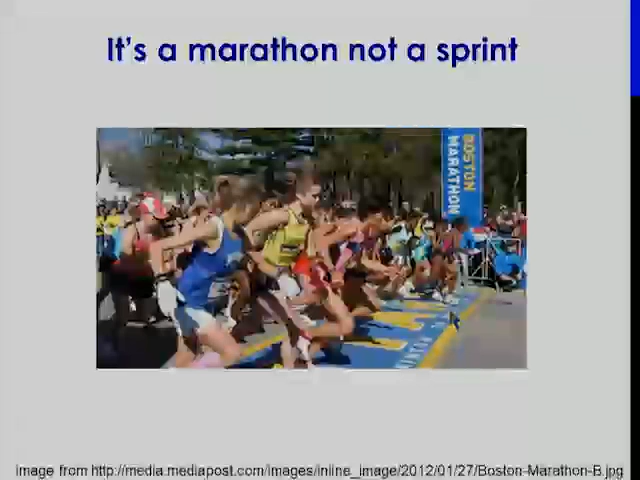 It's a marathon not a sprint
BOSTON
MARATHON
image from http://media.mediapost.com/images/inline_image/2012/01/27/Boston-Marathon-B.jpg